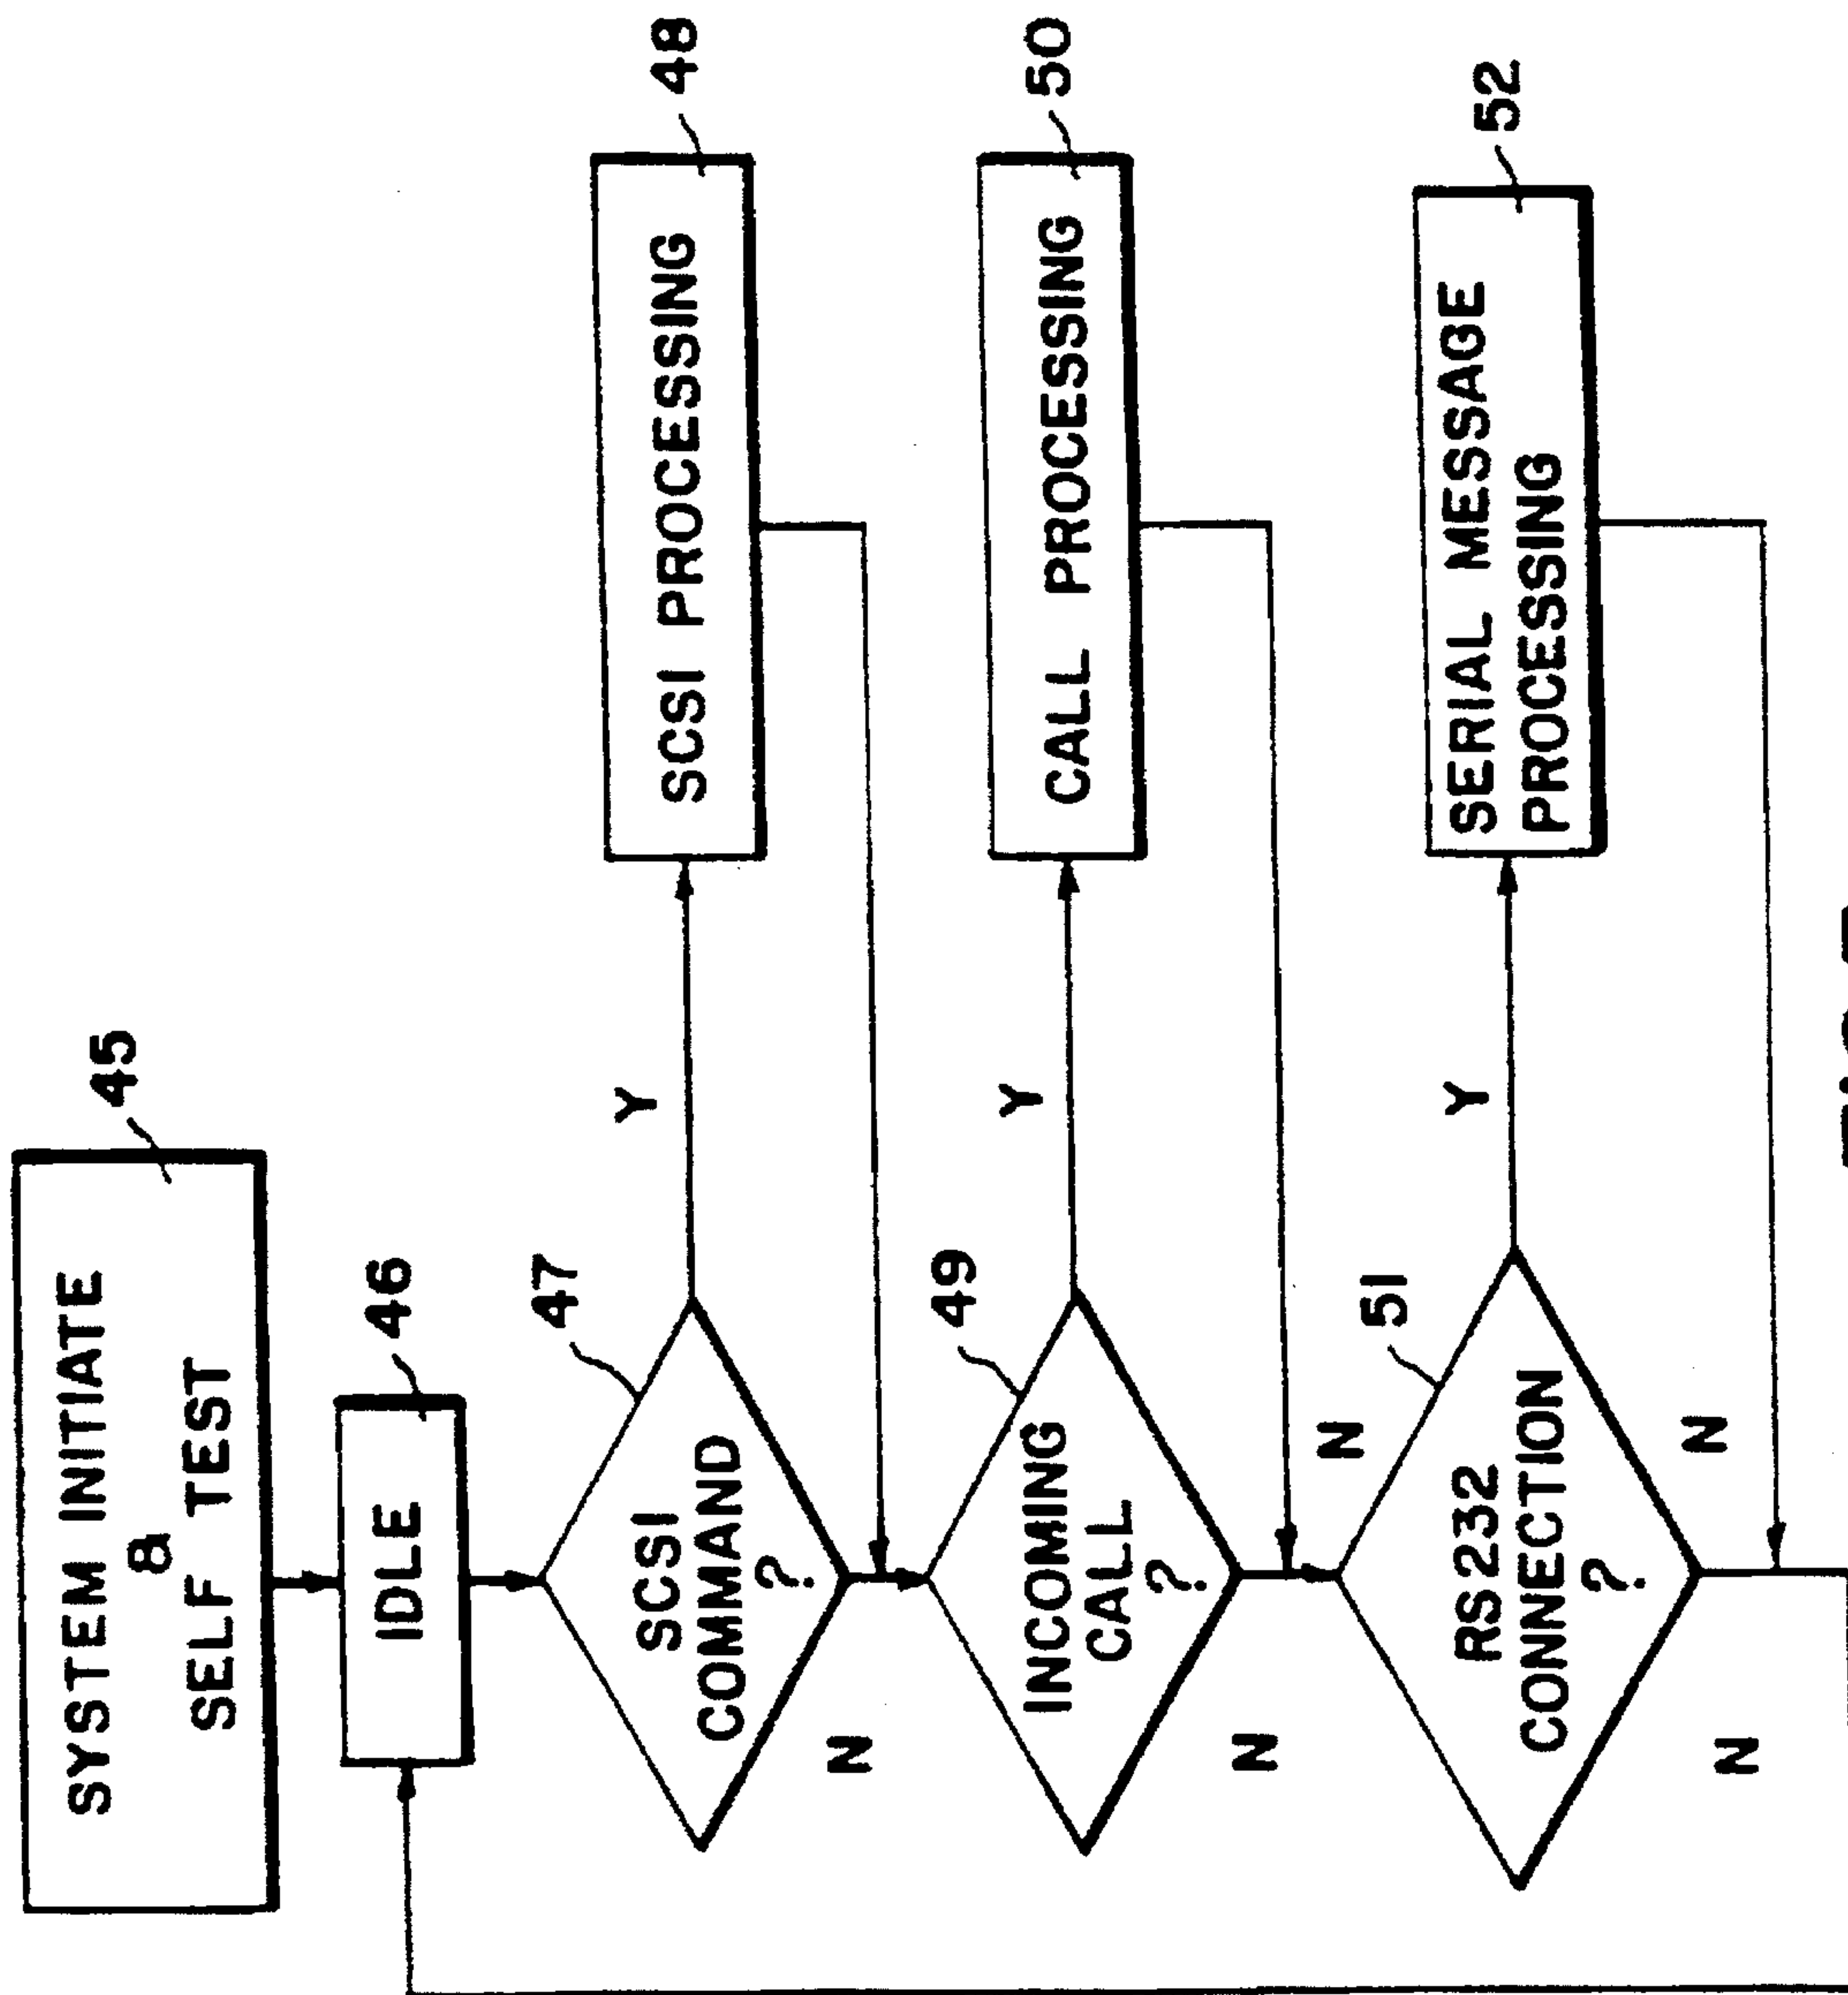 SYSTEM INITIATE
&
SELF TEST
45
IDLE
46
SCSI
COMMAND
?
47
Y
SCSI PROCESSING
48
N
INCOMING
CALL
?
49
Y
CALL PROCESSING
50
N
N
RS232
CONNECTION
?
51
Y
SERIAL MESSAGE
PROCESSING
52
N
N